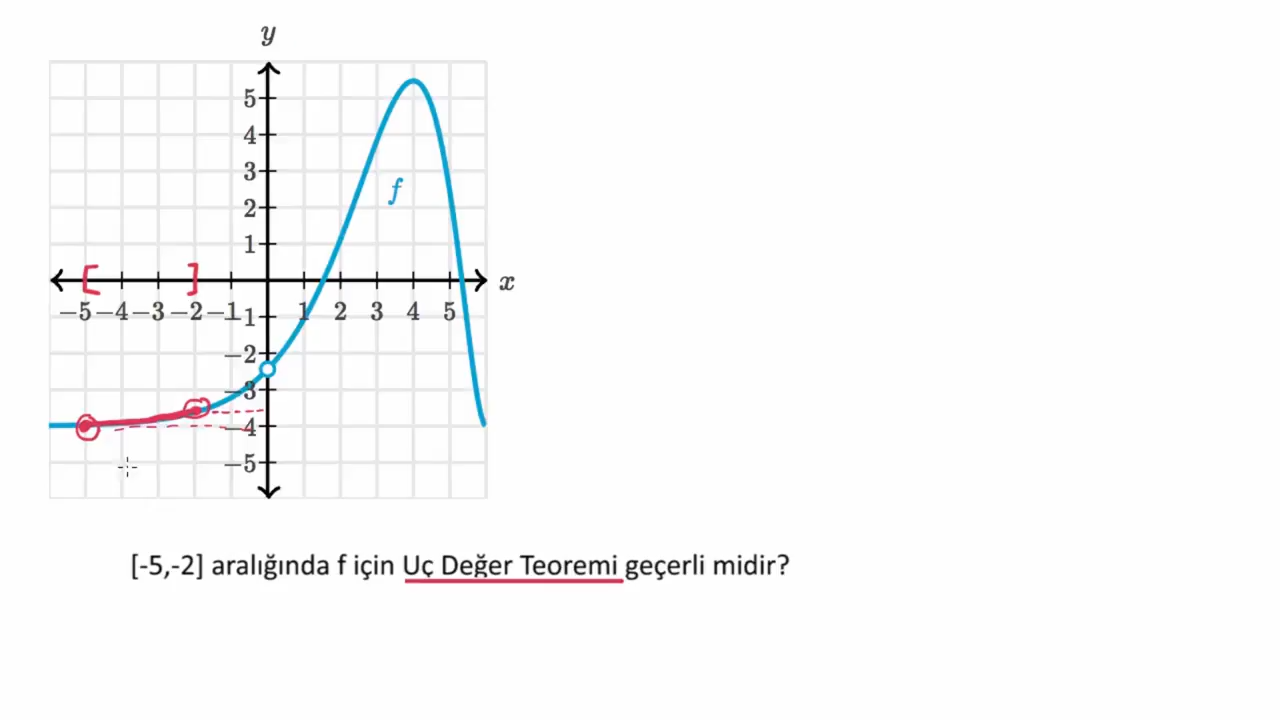 y
5
4
3
f
2
1
[ ] x
−5 −4 −3 −2 −1 1 2 3 4 5
−1
−2
−3
−4
−5
[-5,-2] aralığında f için Uç Değer Teoremi geçerli midir?